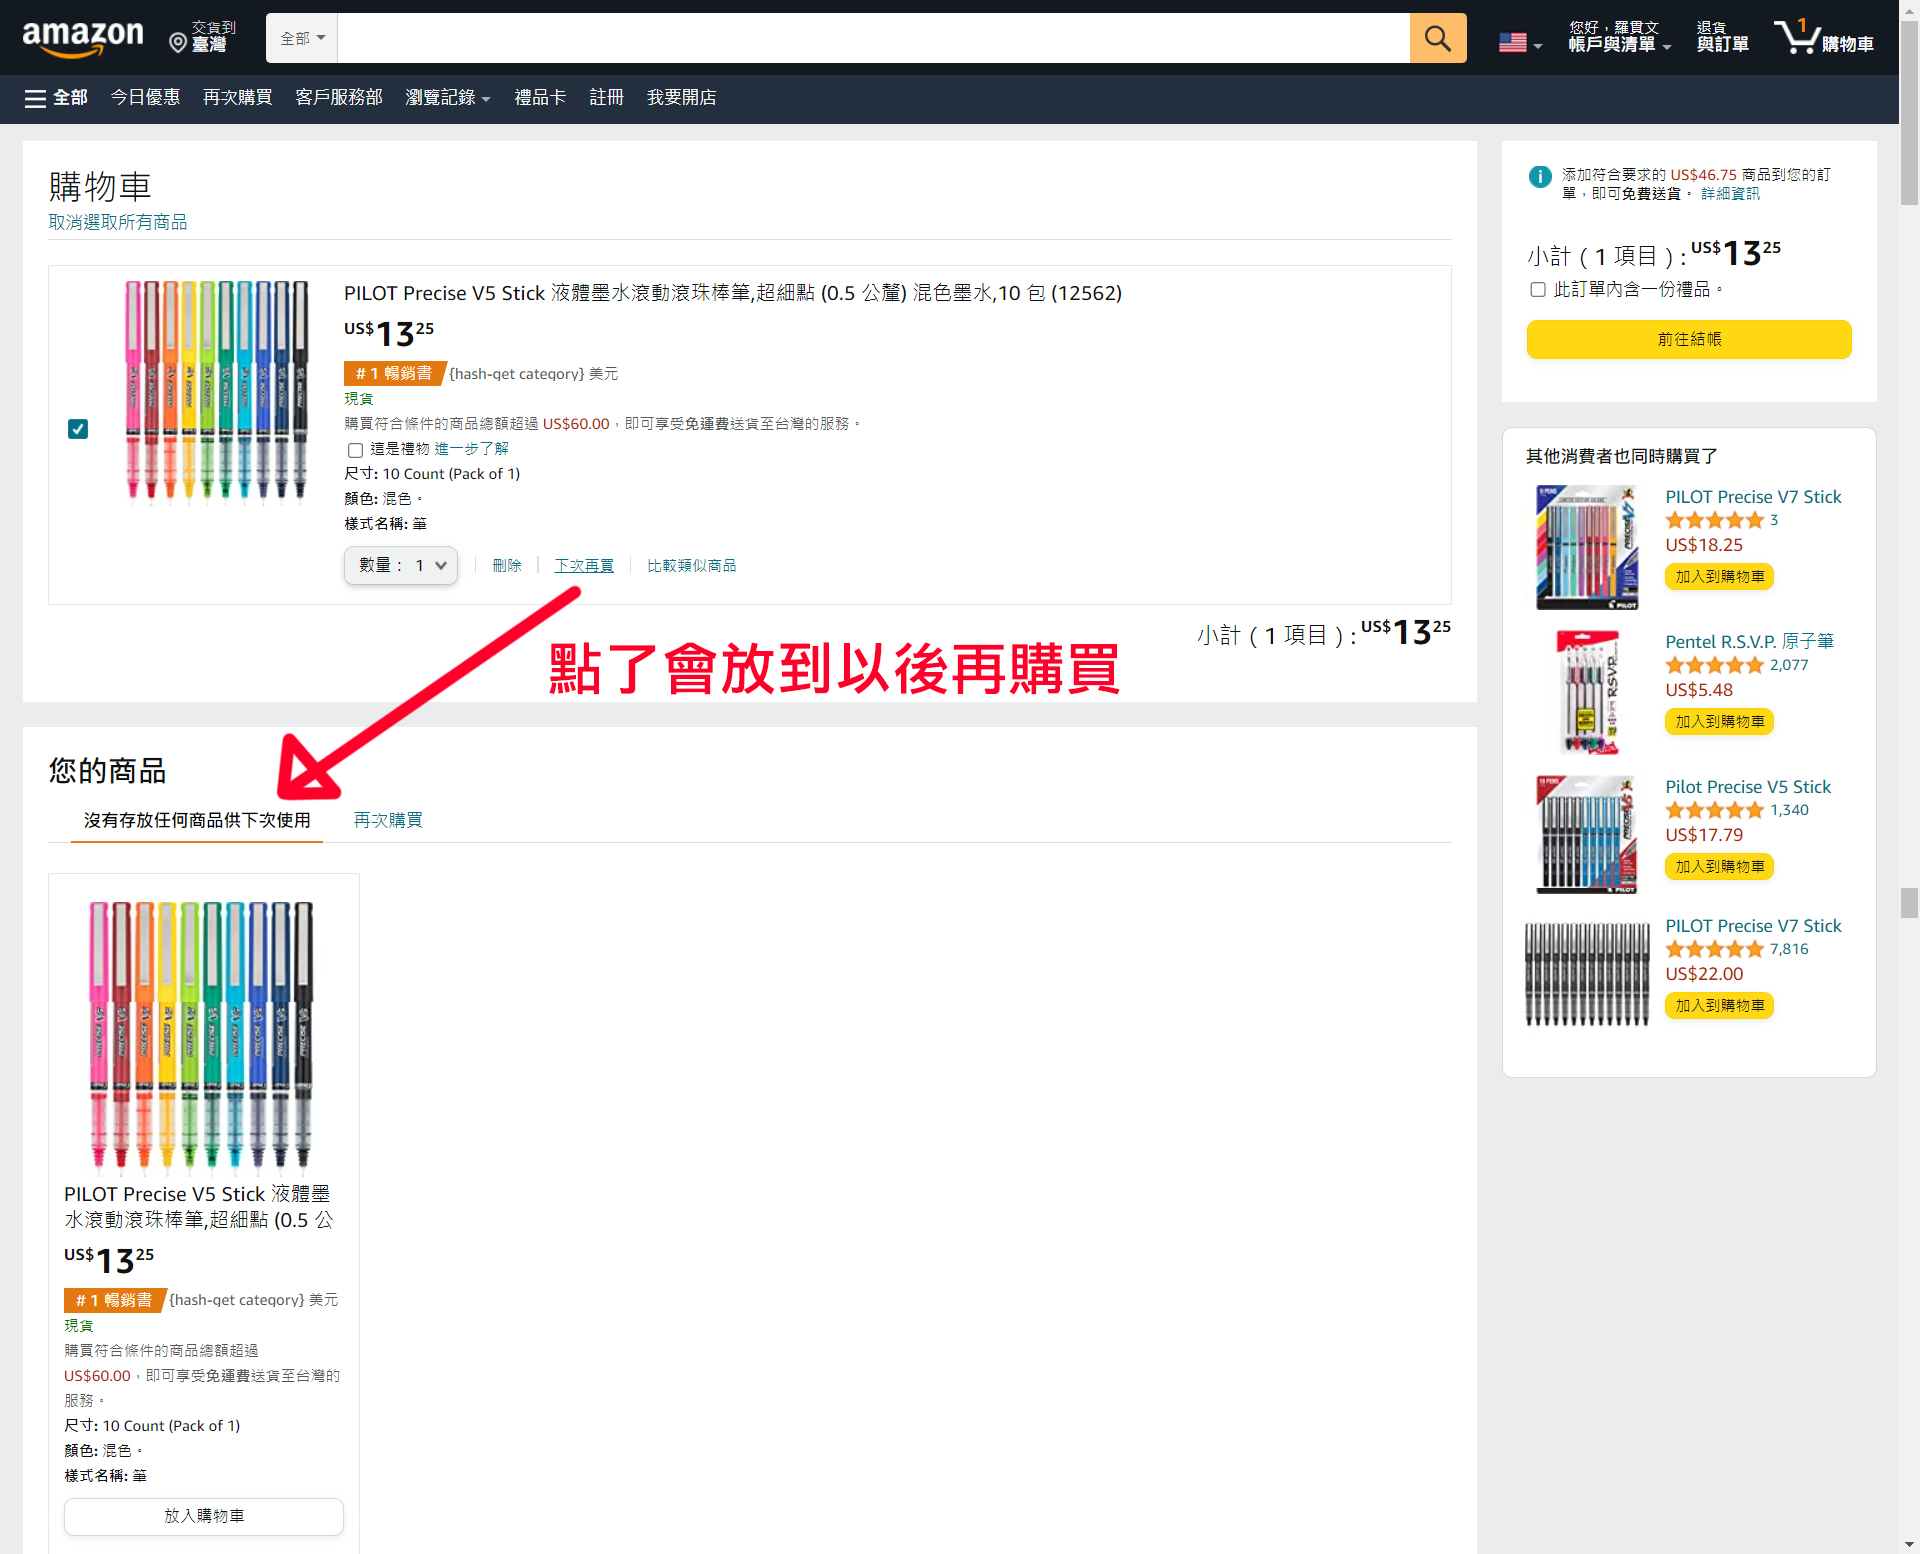 amazon
交貨到
臺灣
全部
您好，羅貫文
帳戶與清單
退貨
與訂單
1
購物車
全部
今日優惠
再次購買
客戶服務部
瀏覽記錄
禮品卡
註冊
我要開店
購物車
取消選取所有商品
PILOT Precise V5 Stick 液體墨水滾動滾珠棒筆,超細點 (0.5 公釐) 混色墨水,10 包 (12562)
US$13 25
# 1 暢銷書 {hash-get category} 美元
現貨
購買符合條件的商品總額超過 US$60.00，即可享受免運費送貨至台灣的服務。
這是禮物 進一步了解
尺寸: 10 Count (Pack of 1)
顏色: 混色。
樣式名稱: 筆
數量： 1
刪除
下次再買
比較類似商品
小計 ( 1 項目 ) : US$13 25
點了會放到以後再購買
您的商品
沒有存放任何商品供下次使用
再次購買
PILOT Precise V5 Stick 液體墨
水滾動滾珠棒筆,超細點 (0.5 公
US$13 25
# 1 暢銷書 {hash-get category} 美元
現貨
購買符合條件的商品總額超過
US$60.00，即可享受免運費送貨至台灣的
服務。
尺寸: 10 Count (Pack of 1)
顏色: 混色。
樣式名稱: 筆
放入購物車
添加符合要求的 US$46.75 商品到您的訂
單，即可免費送貨。 詳細資訊
小計 ( 1 項目 ) : US$13 25
此訂單內含一份禮品。
前往結帳
其他消費者也同時購買了
PILOT Precise V7 Stick
3
US$18.25
加入到購物車
Pentel R.S.V.P. 原子筆
2,077
US$5.48
加入到購物車
Pilot Precise V5 Stick
1,340
US$17.79
加入到購物車
PILOT Precise V7 Stick
7,816
US$22.00
加入到購物車